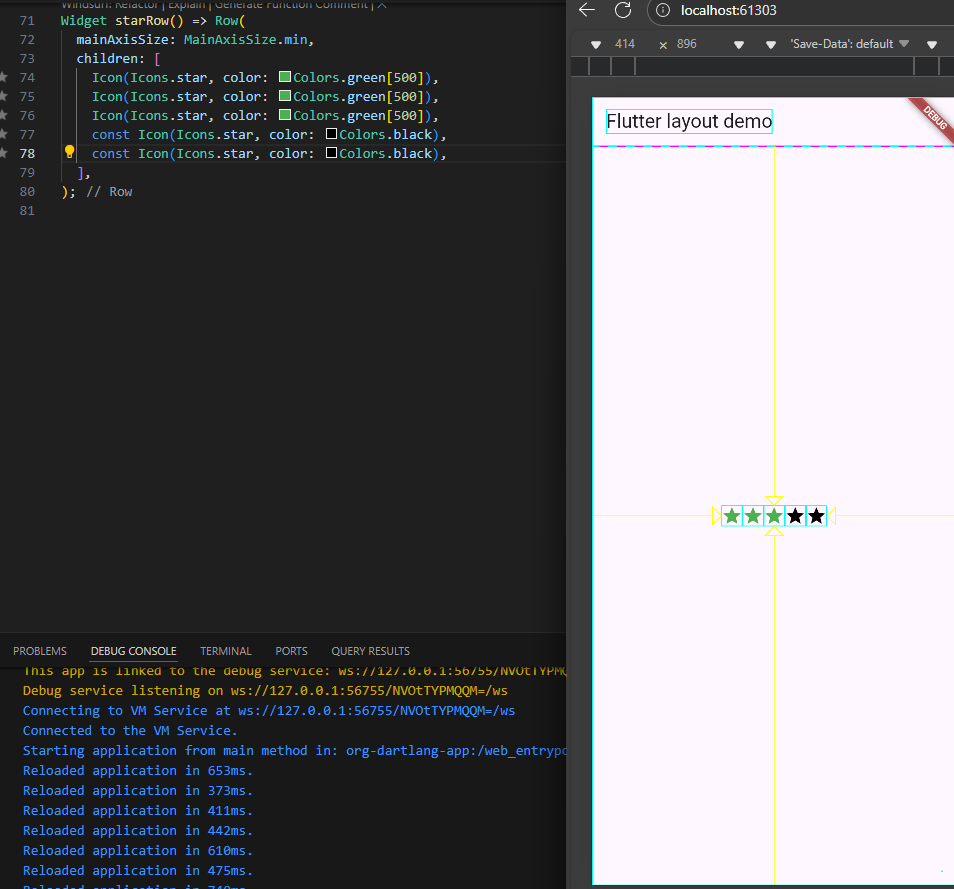 Windsurf: Refactor | Explain | Generate Function Comment | ×
71 Widget starRow() => Row(
72 mainAxisSize: MainAxisSize.min,
73 children: [
74 Icon(Icons.star, color: Colors.green[500]),
75 Icon(Icons.star, color: Colors.green[500]),
76 Icon(Icons.star, color: Colors.green[500]),
77 const Icon(Icons.star, color: Colors.black),
78 const Icon(Icons.star, color: Colors.black),
79 ],
80 ); // Row
81
PROBLEMS DEBUG CONSOLE TERMINAL PORTS QUERY RESULTS
This app is linked to the debug service: ws://127.0.0.1:56755/NVOtTYPMQQM
Debug service listening on ws://127.0.0.1:56755/NVOtTYPMQQM=/ws
Connecting to VM Service at ws://127.0.0.1:56755/NVOtTYPMQQM=/ws
Connected to the VM Service.
Starting application from main method in: org-dartlang-app:/web_entrypo
Reloaded application in 653ms.
Reloaded application in 373ms.
Reloaded application in 411ms.
Reloaded application in 442ms.
Reloaded application in 610ms.
Reloaded application in 475ms.
Reloaded application in
localhost:61303
414 × 896 'Save-Data': default
Flutter layout demo
DEBUG